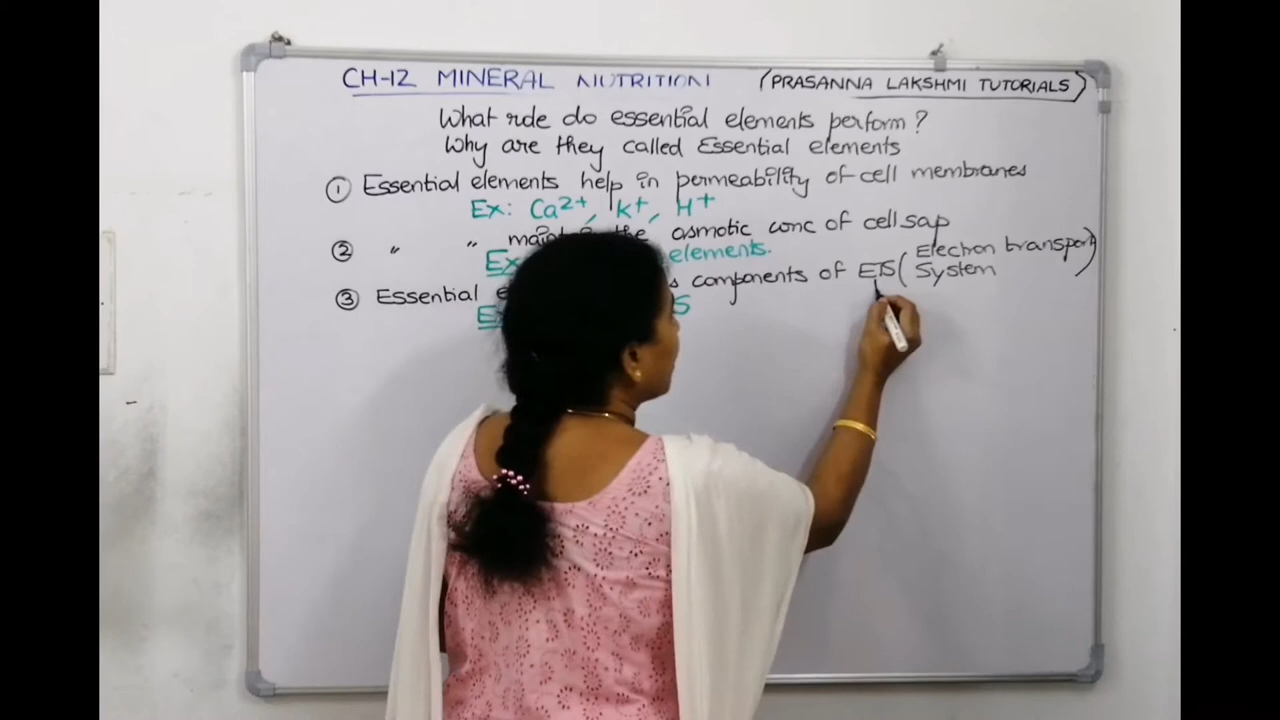 CH-12 MINERAL NUTRITION (PRASANNA LAKSHMI TUTORIALS)
What role do essential elements perform?
Why are they called Essential elements
① Essential elements help in permeability of cell membranes
Ex: Ca2+, K+, H+
② " " the osmotic conc of cell sap
Ex elements.
③ Essential components of ETS (Electron transport System)